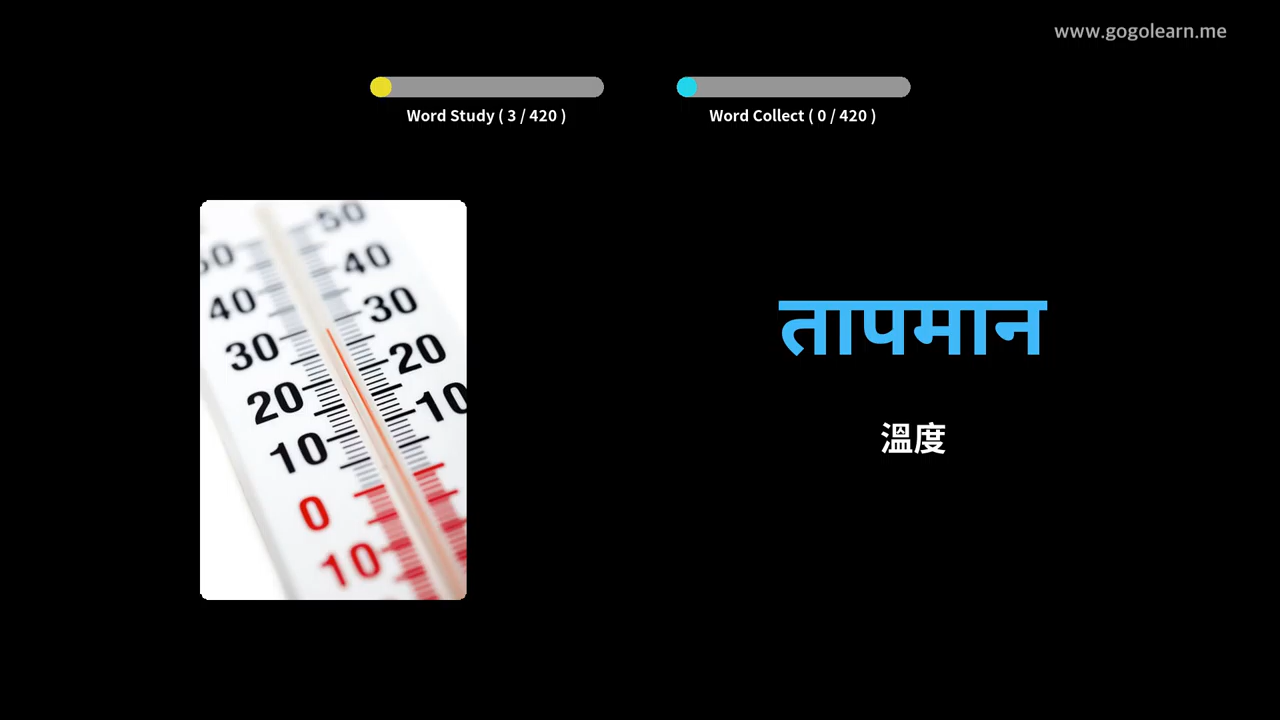 www.gogolearn.me
Word Study ( 3 / 420 )
Word Collect ( 0 / 420 )
50
50
40
40
30
30
20
20
10
10
0
10
तापमान
溫度